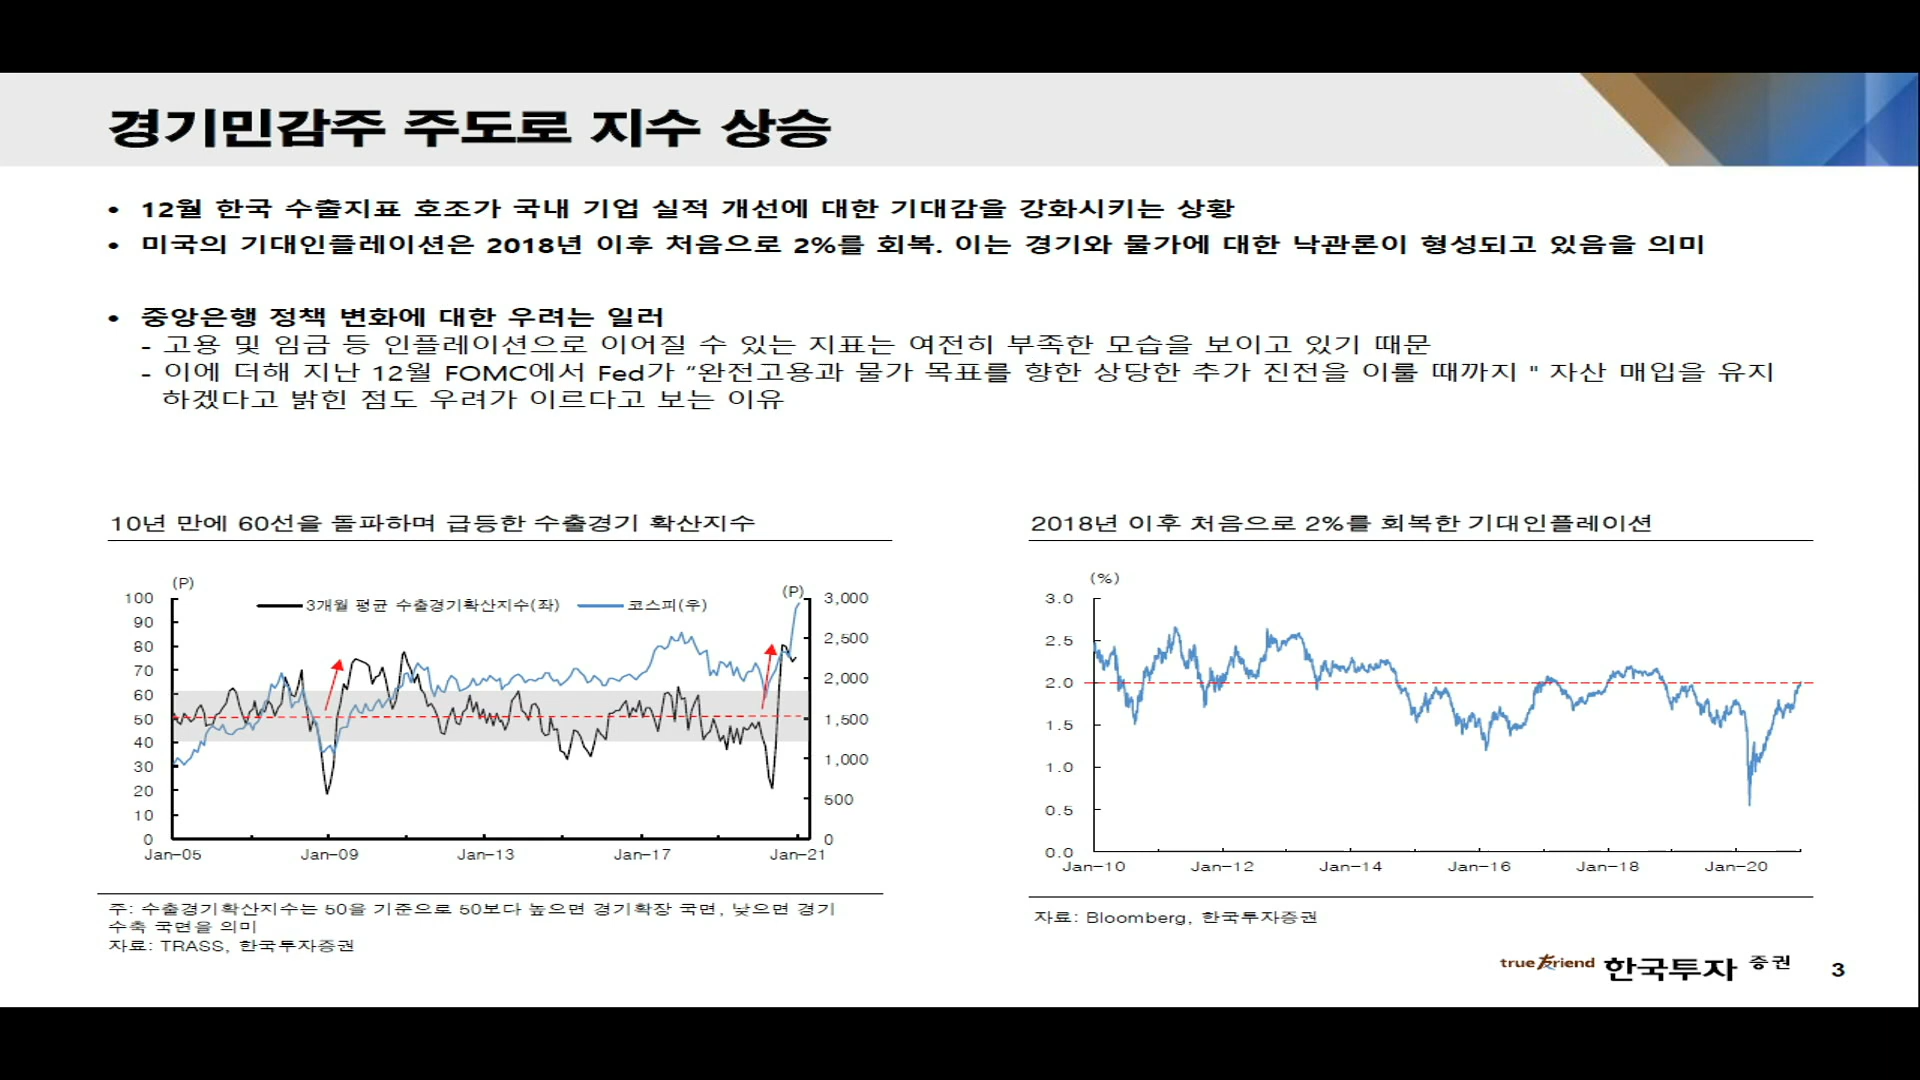 경기민감주 주도로 지수 상승
• 12월 한국 수출지표 호조가 국내 기업 실적 개선에 대한 기대감을 강화시키는 상황
• 미국의 기대인플레이션은 2018년 이후 처음으로 2%를 회복. 이는 경기와 물가에 대한 낙관론이 형성되고 있음을 의미
• 중앙은행 정책 변화에 대한 우려는 일러
- 고용 및 임금 등 인플레이션으로 이어질 수 있는 지표는 여전히 부족한 모습을 보이고 있기 때문
- 이에 더해 지난 12월 FOMC에서 Fed가 “완전고용과 물가 목표를 향한 상당한 추가 진전을 이룰 때까지 " 자산 매입을 유지
하겠다고 밝힌 점도 우려가 이르다고 보는 이유
10년 만에 60선을 돌파하며 급등한 수출경기 확산지수
(P)
(P)
3개월 평균 수출경기확산지수(좌)
코스피(우)
100
90
80
70
60
50
40
30
20
10
0
3,000
2,500
2,000
1,500
1,000
500
0
Jan-05
Jan-09
Jan-13
Jan-17
Jan-21
주: 수출경기확산지수는 50을 기준으로 50보다 높으면 경기확장 국면, 낮으면 경기
수축 국면을 의미
자료: TRASS, 한국투자증권
2018년 이후 처음으로 2%를 회복한 기대인플레이션
(%)
3.0
2.5
2.0
1.5
1.0
0.5
0.0
Jan-10
Jan-12
Jan-14
Jan-16
Jan-18
Jan-20
자료: Bloomberg, 한국투자증권
true Friend 한국투자 증권
3